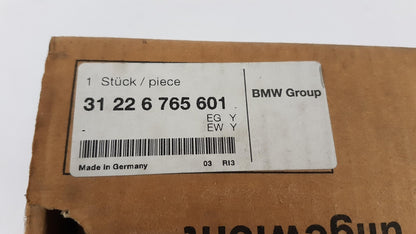 1 Stück / piece
31 22 6 765 601
BMW Group
EG Y
- EW Y
Made in Germany 03 RI3